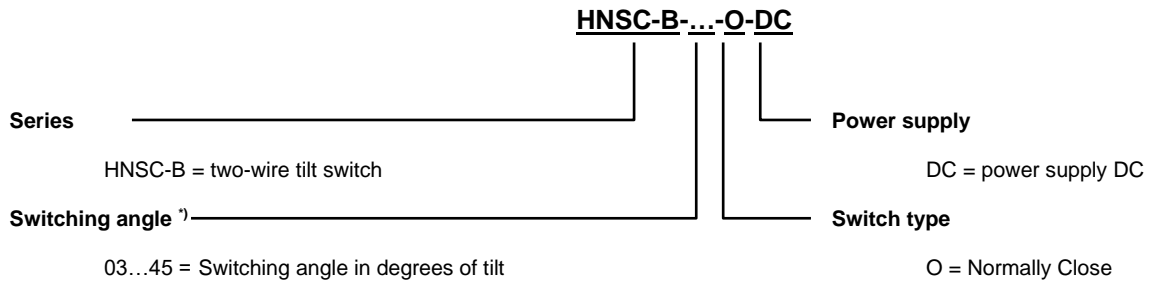 HNSC-B-…-O-DC
Series
Power supply
HNSC-B = two-wire tilt switch
DC = power supply DC
Switching angle *)
Switch type
03…45 = Switching angle in degrees of tilt
O = Normally Close